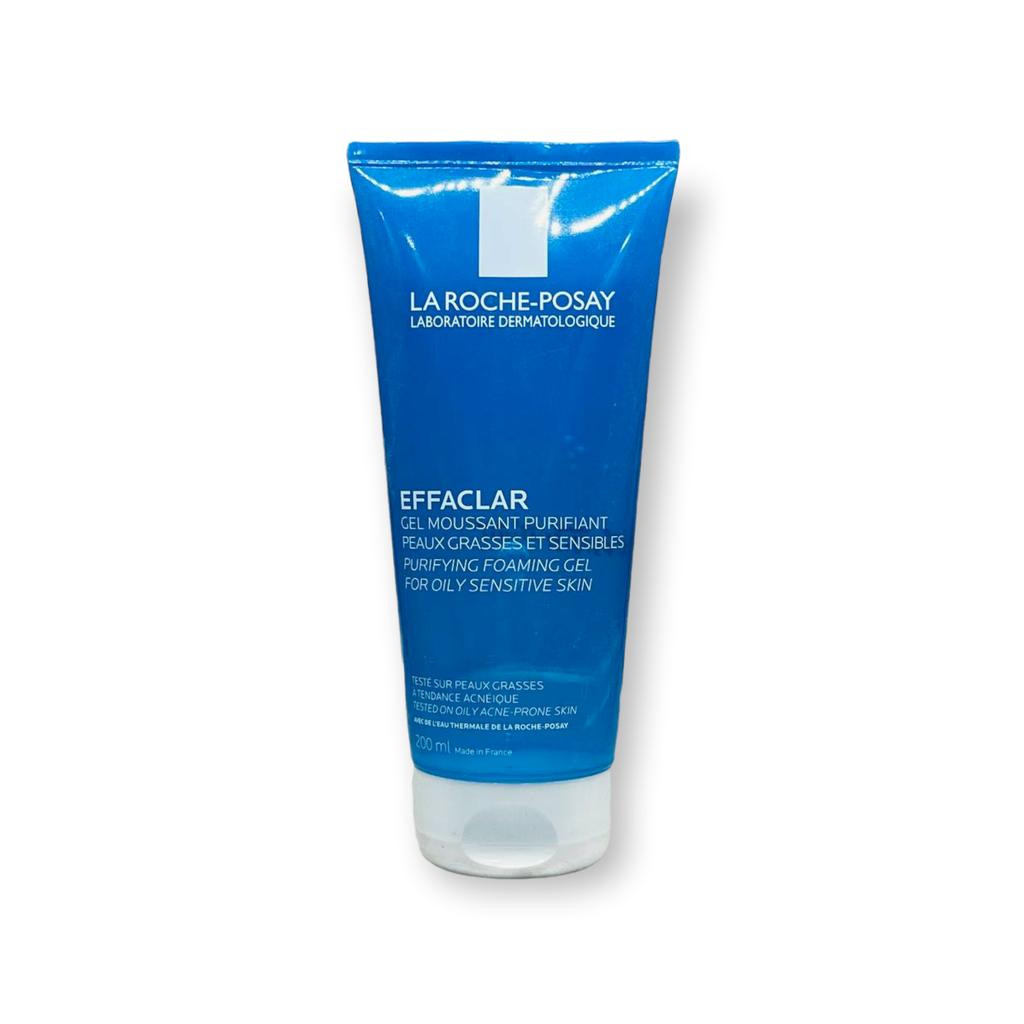 LA ROCHE-POSAY
LABORATOIRE DERMATOLOGIQUE
EFFACLAR
GEL MOUSSANT PURIFIANT
PEAUX GRASSES ET SENSIBLES
PURIFYING FOAMING GEL
FOR OILY SENSITIVE SKIN
TESTÉ SUR PEAUX GRASSES
À TENDANCE ACNÉIQUE
TESTED ON OILY ACNE-PRONE SKIN
AVEC DE L'EAU THERMALE DE LA ROCHE-POSAY
200 ml Made in France